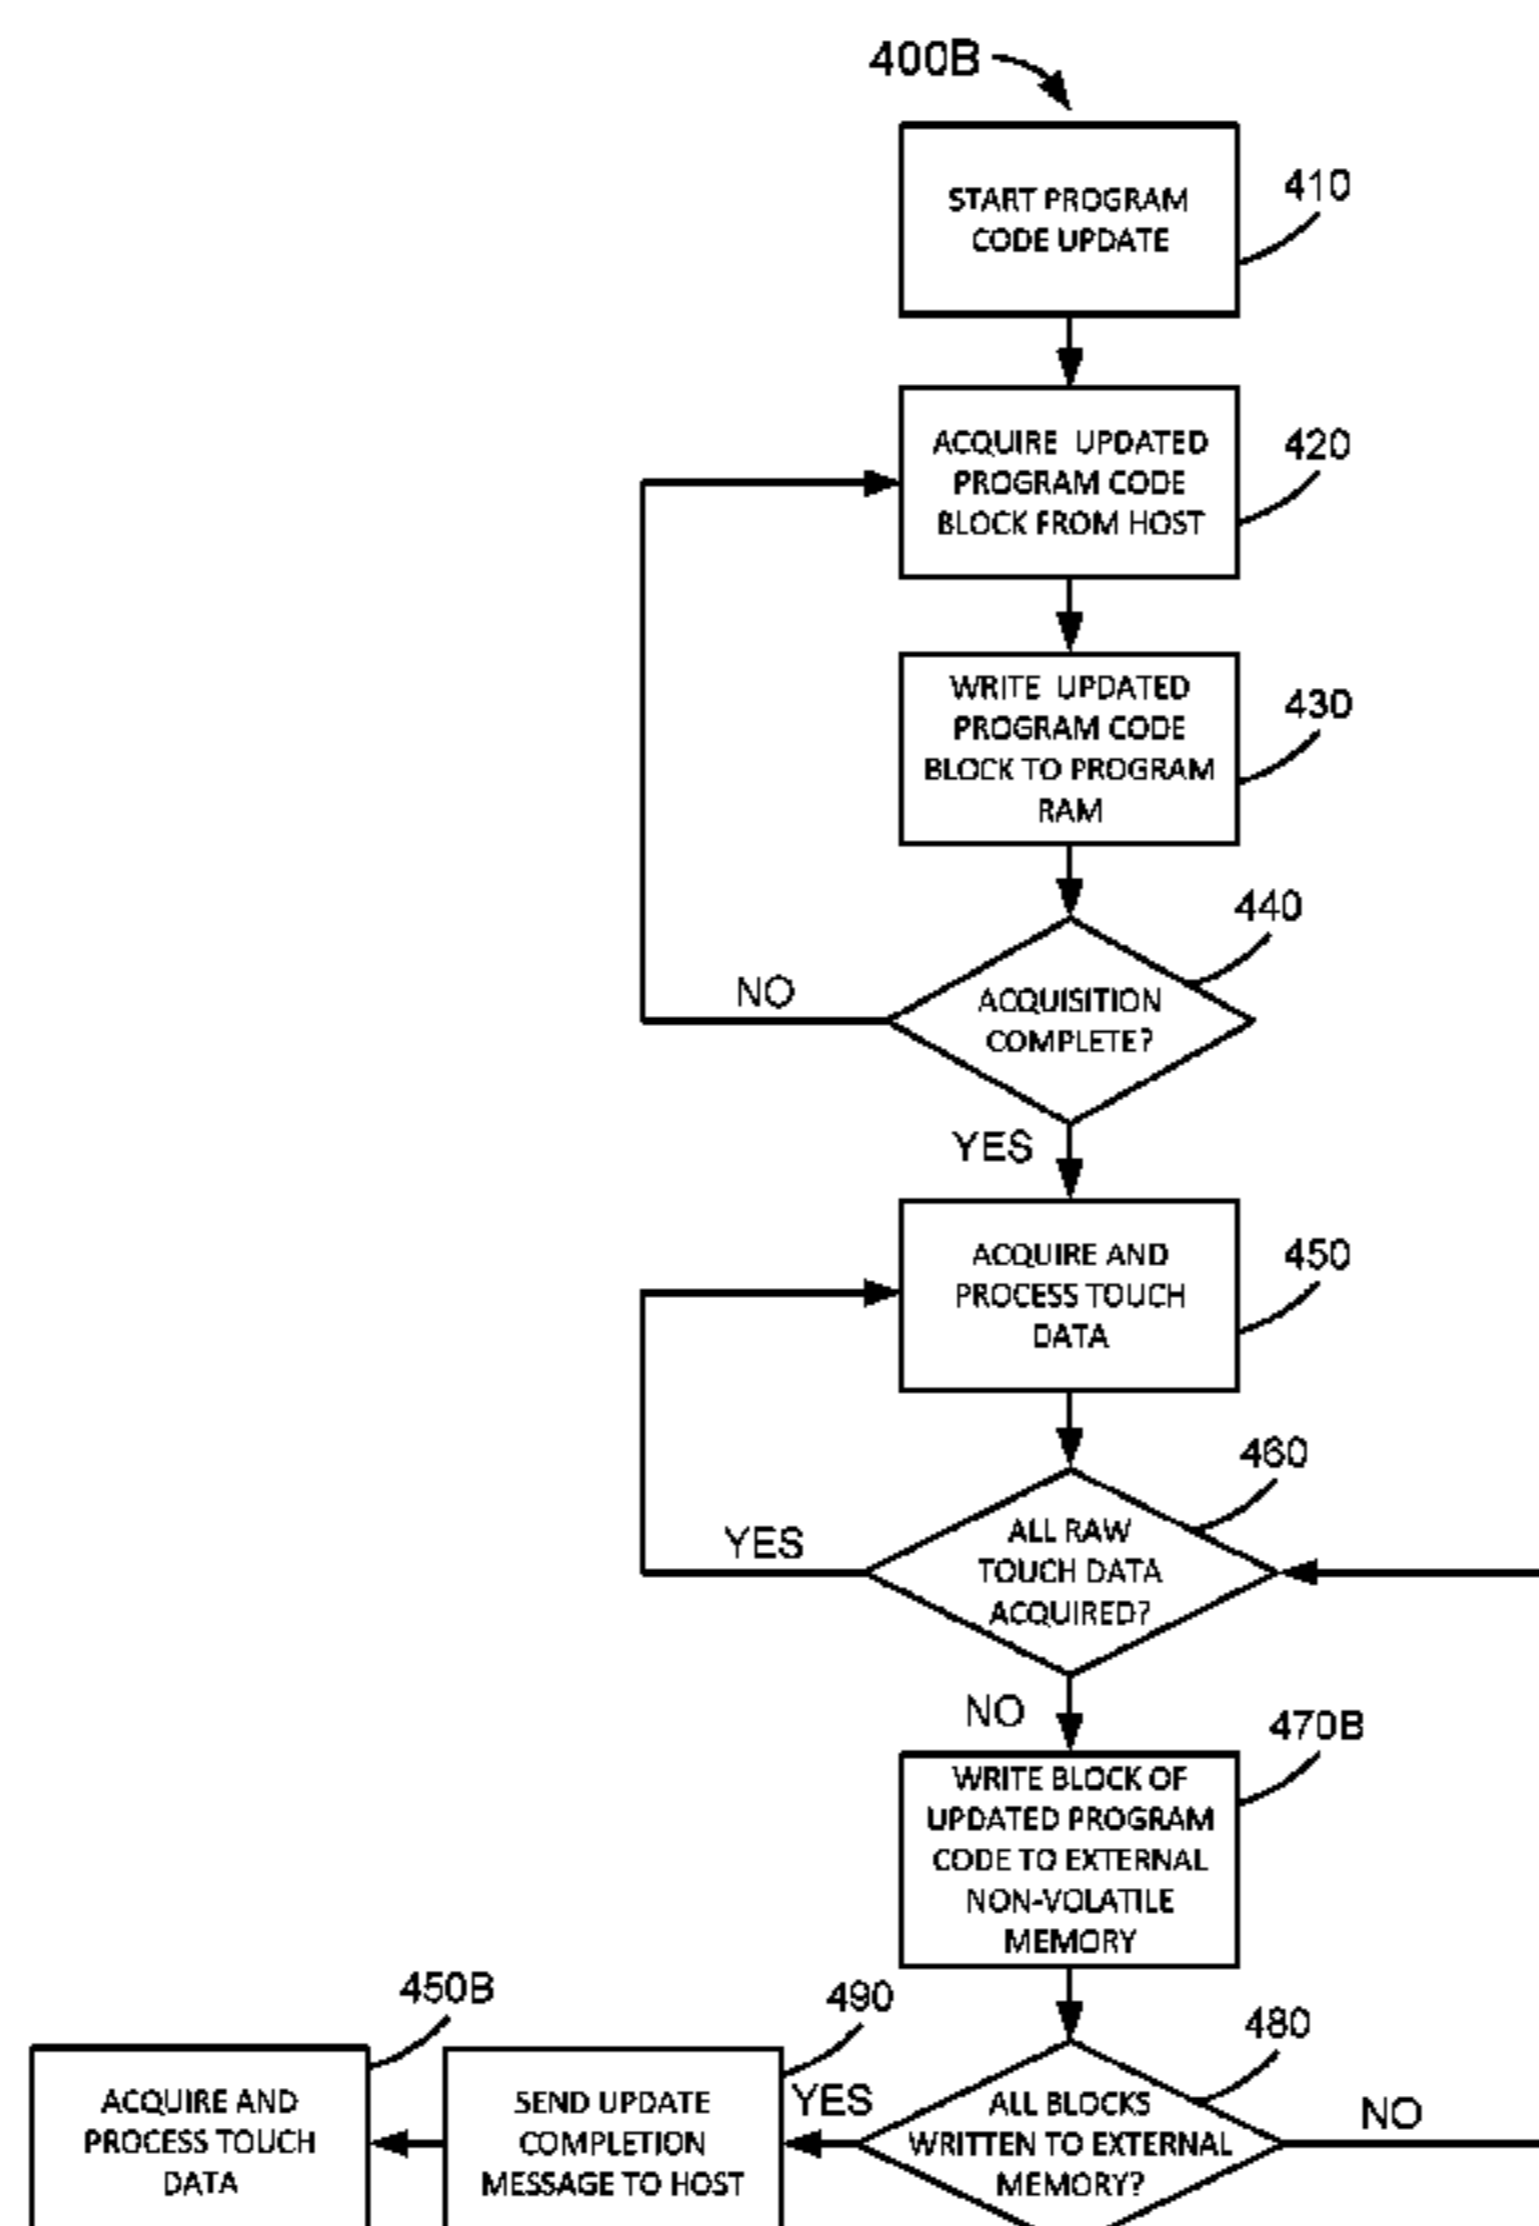 400B
START PROGRAM
CODE UPDATE
410
ACQUIRE UPDATED
PROGRAM CODE
BLOCK FROM HOST
420
WRITE UPDATED
PROGRAM CODE
BLOCK TO PROGRAM
RAM
430
440
ACQUISITION
COMPLETE?
NO
YES
ACQUIRE AND
PROCESS TOUCH
DATA
450
460
ALL RAW
TOUCH DATA
ACQUIRED?
YES
NO
470B
WRITE BLOCK OF
UPDATED PROGRAM
CODE TO EXTERNAL
NON-VOLATILE
MEMORY
480
ALL BLOCKS
WRITTEN TO EXTERNAL
MEMORY?
NO
YES
490
SEND UPDATE
COMPLETION
MESSAGE TO HOST
450B
ACQUIRE AND
PROCESS TOUCH
DATA